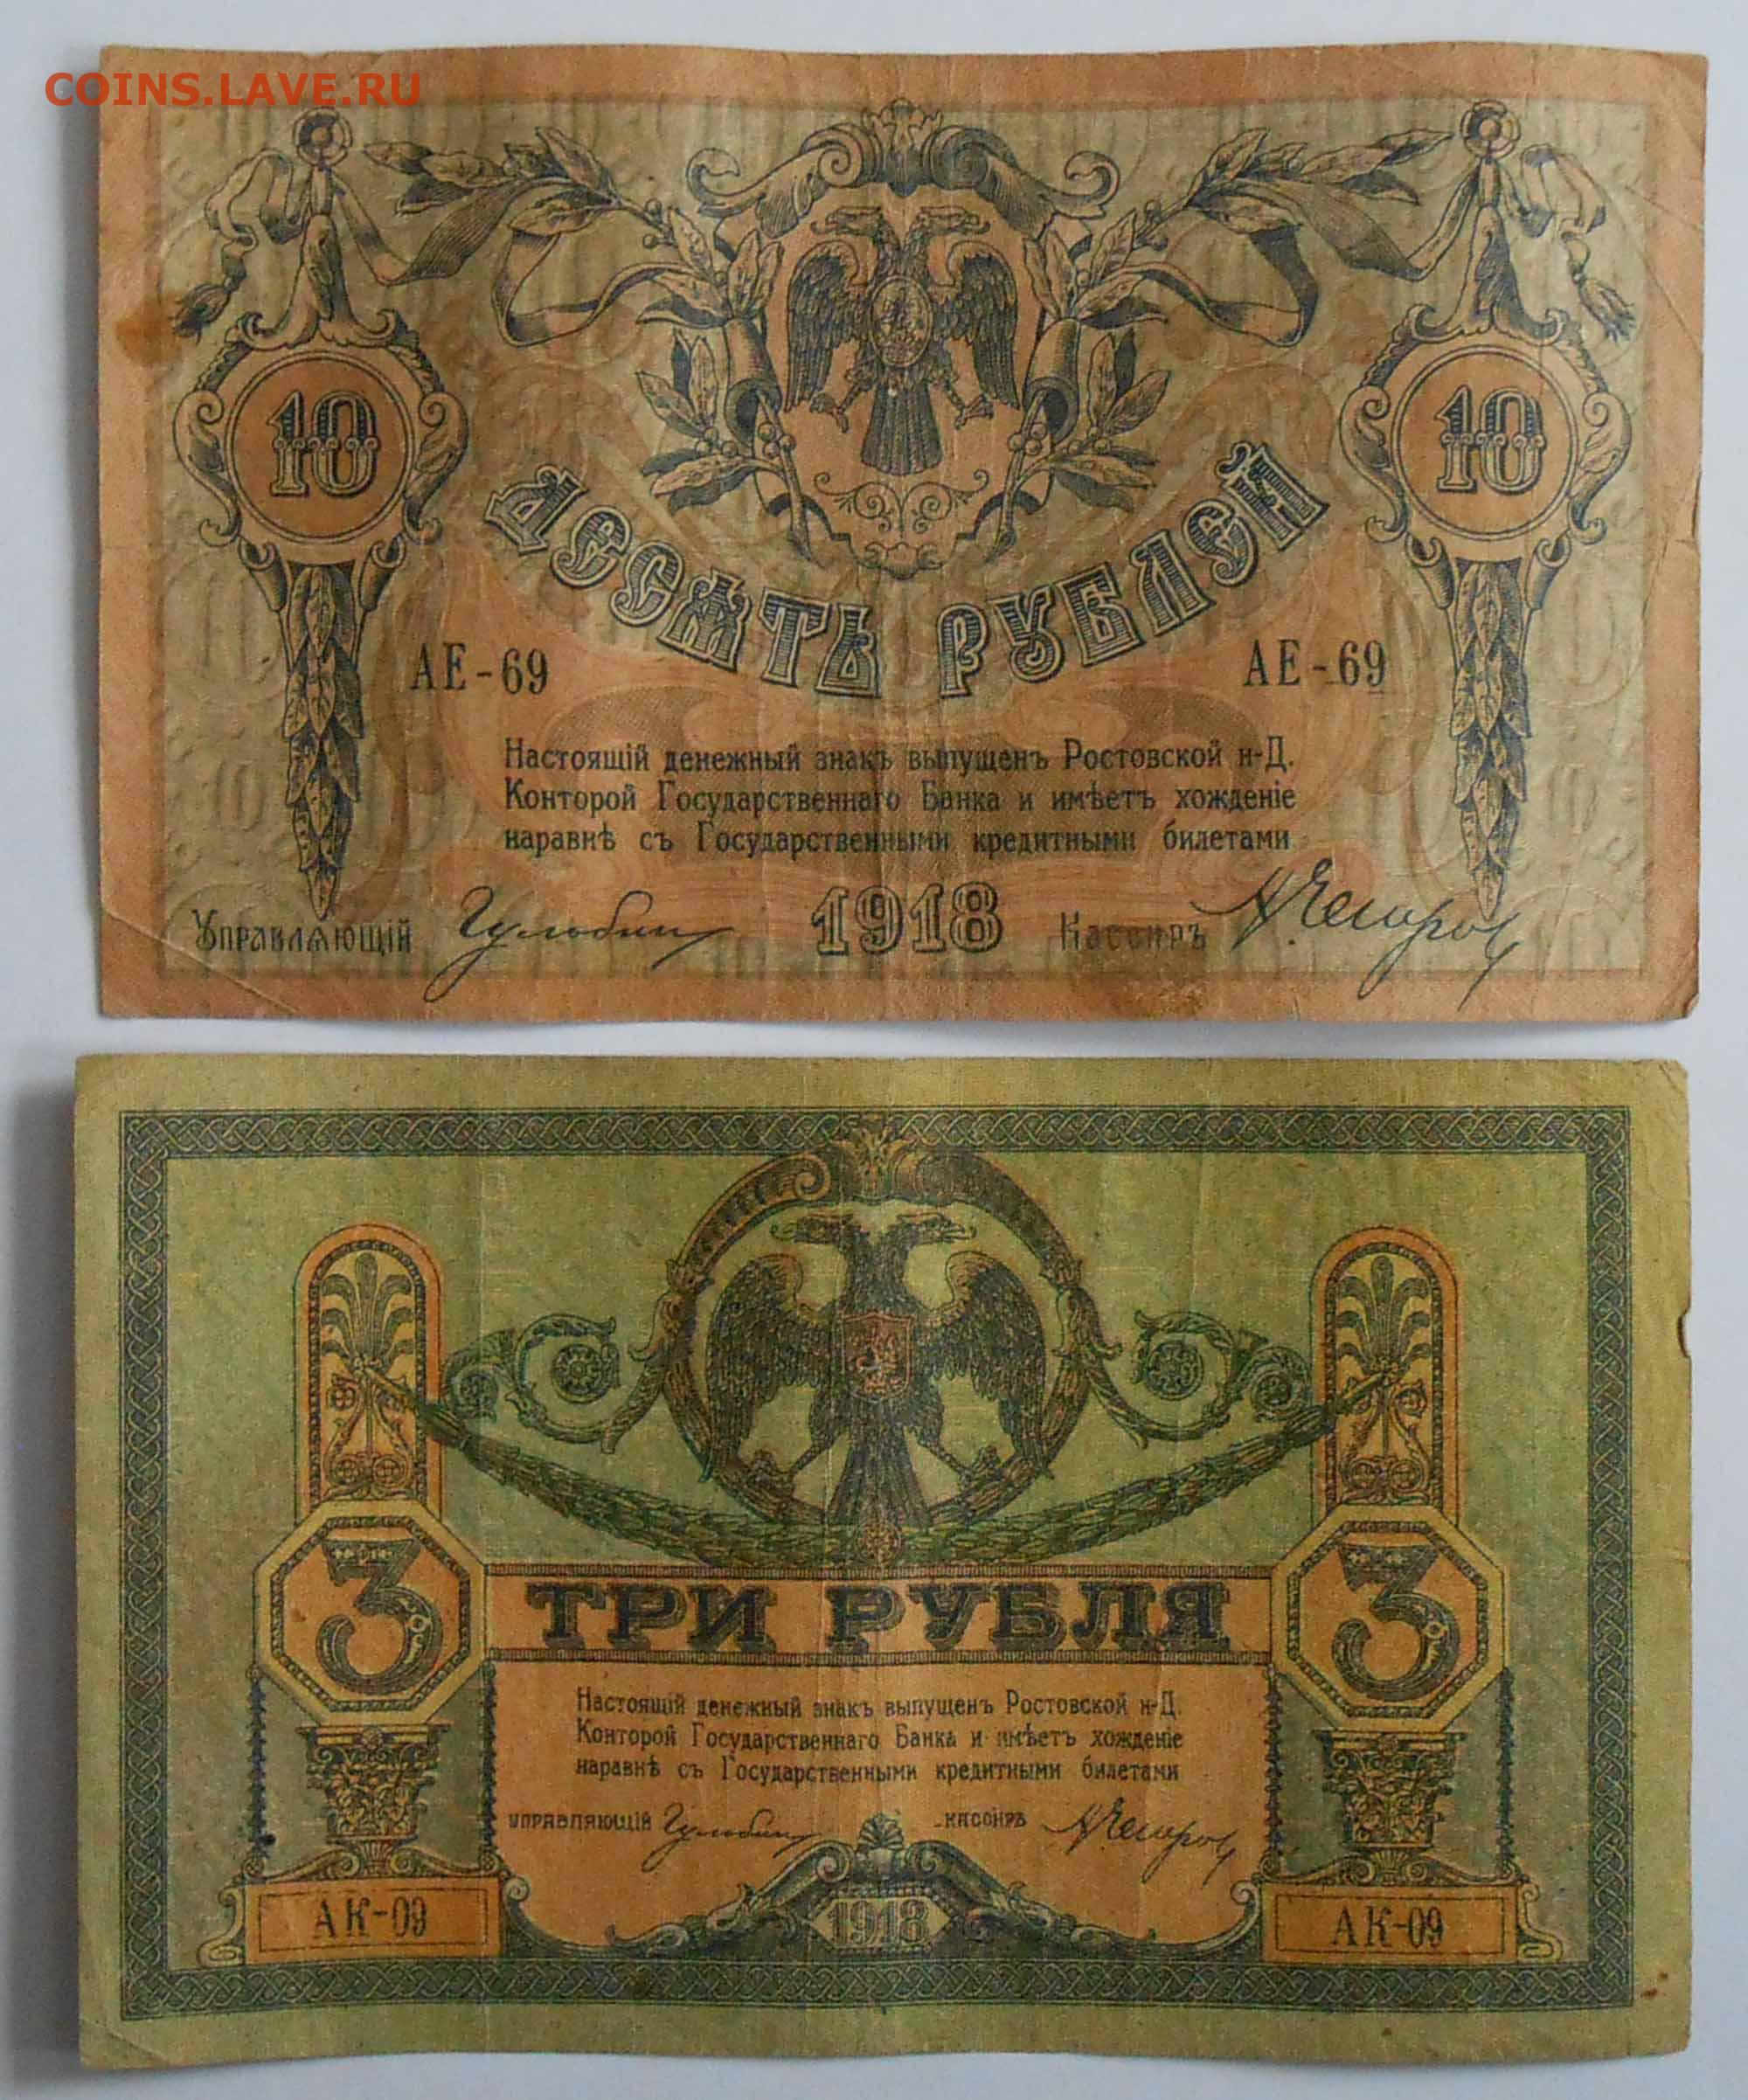 COINS.LAVE.RU
10
10
ДЕСЯТЬ РУБЛЕЙ
АЕ-69
АЕ-69
Настоящій денежный знакъ выпущенъ Ростовской н-Д.
Конторой Государственнаго Банка и имѣетъ хожденіе
наравнѣ съ Государственными кредитными билетами
Управляющій Гульбин 1918 Кассиръ
3
ТРИ РУБЛЯ
3
Настоящій денежный знакъ выпущенъ Ростовской н-Д.
Конторой Государственнаго Банка и имѣетъ хожденіе
наравнѣ съ Государственными кредитными билетами
УПРАВЛЯЮЩІЙ Гульбин КАССИРЪ
АК-09
1918
АК-09